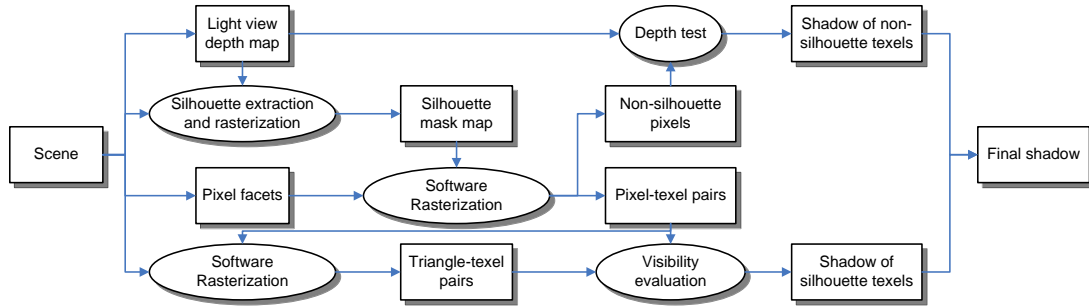 Light view
depth map
Depth test
Shadow of non-
silhouette texels
Silhouette extraction
and rasterization
Silhouette
mask map
Non-silhouette
pixels
Scene
Final shadow
Pixel facets
Software
Rasterization
Pixel-texel pairs
Software
Rasterization
Triangle-texel
pairs
Visibility
evaluation
Shadow of
silhouette texels